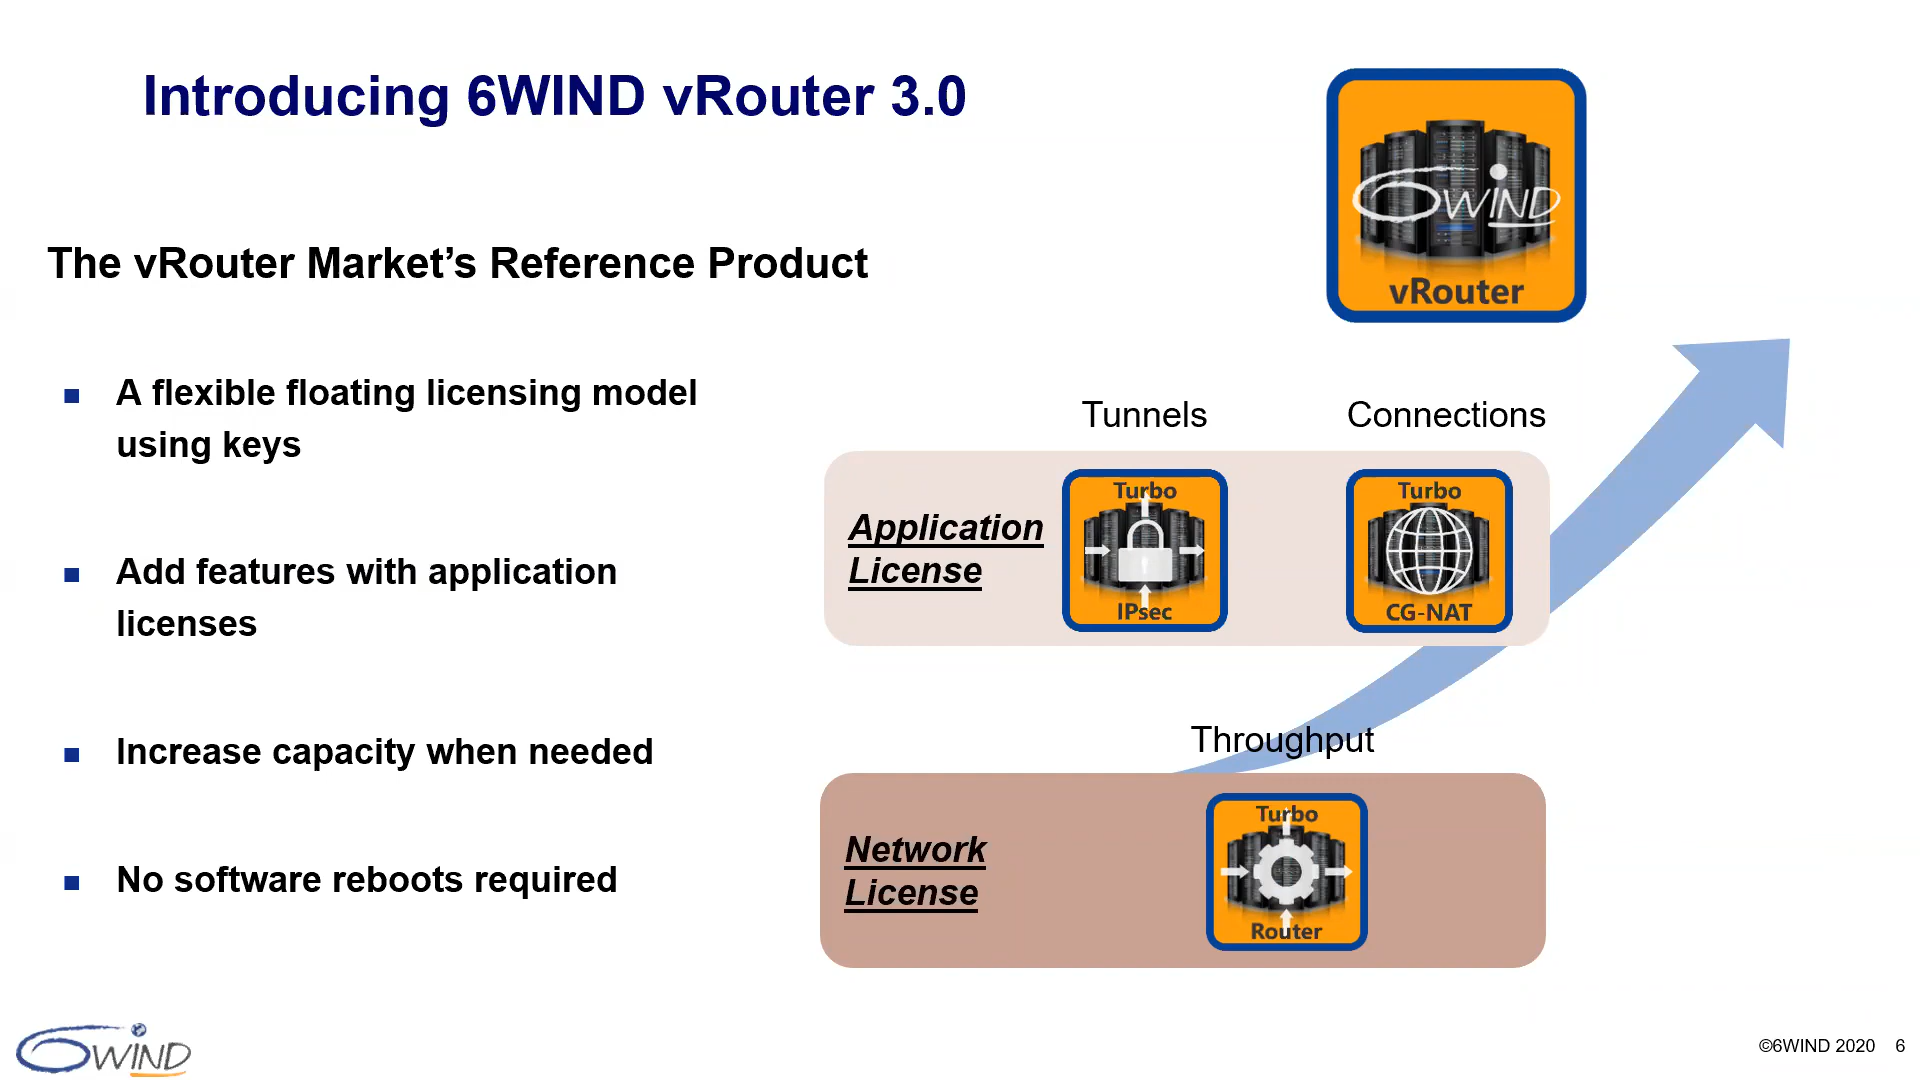 Introducing 6WIND vRouter 3.0
6WIND
vRouter
The vRouter Market’s Reference Product
A flexible floating licensing model
using keys
Add features with application
licenses
Increase capacity when needed
No software reboots required
Tunnels
Connections
Application
License
Turbo
IPsec
Turbo
CG-NAT
Throughput
Network
License
Turbo
Router
6WIND
©6WIND 2020 6